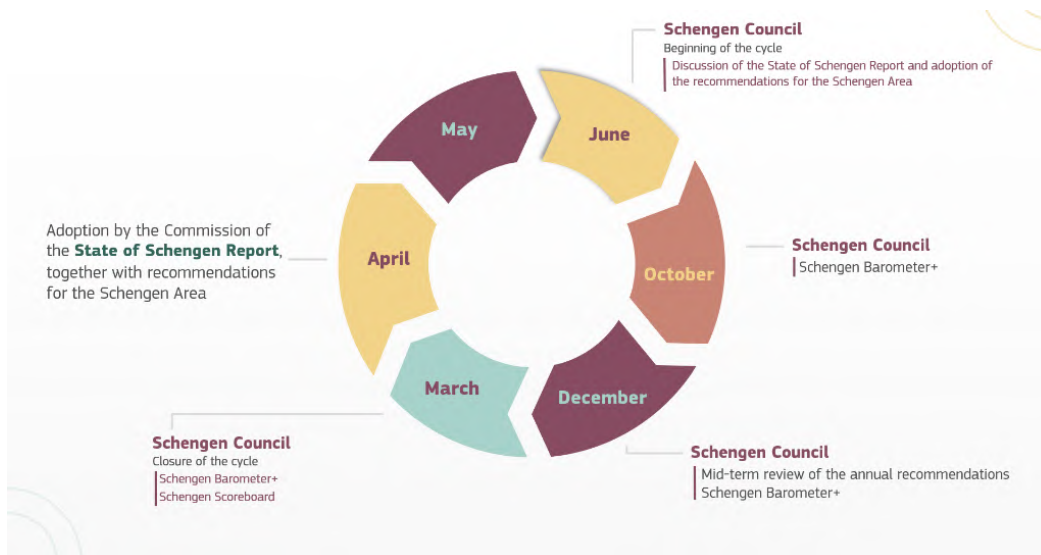 Schengen Council
Beginning of the cycle
Discussion of the State of Schengen Report and adoption of
the recommendations for the Schengen Area
May
June
Adoption by the Commission of
the State of Schengen Report,
together with recommendations
for the Schengen Area
April
October
Schengen Council
Schengen Barometer+
March
December
Schengen Council
Closure of the cycle
Schengen Barometer+
Schengen Scoreboard
Schengen Council
Mid-term review of the annual recommendations
Schengen Barometer+